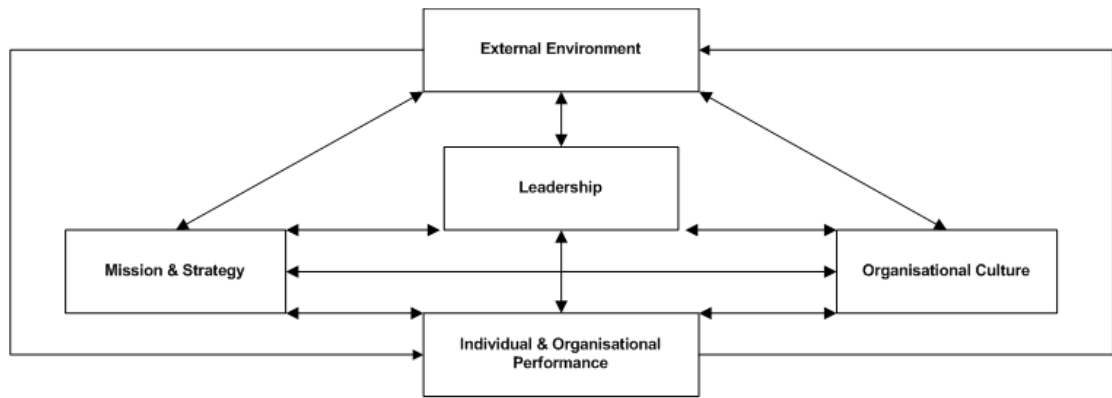 External Environment
Leadership
Mission & Strategy
Organisational Culture
Individual & Organisational
Performance